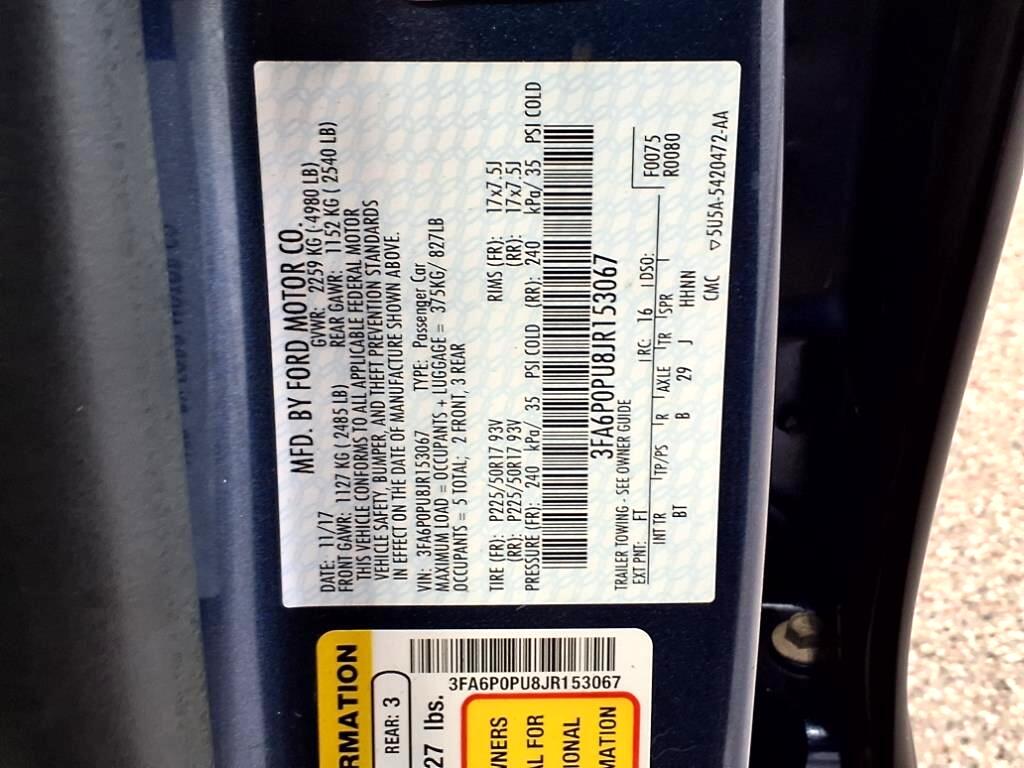 MFD. BY FORD MOTOR CO.
DATE: 11/17 GVWR: 2259 KG ( 4980 LB)
FRONT GAWR: 1127 KG ( 2485 LB) REAR GAWR: 1152 KG ( 2540 LB)
THIS VEHICLE CONFORMS TO ALL APPLICABLE FEDERAL MOTOR
VEHICLE SAFETY, BUMPER, AND THEFT PREVENTION STANDARDS
IN EFFECT ON THE DATE OF MANUFACTURE SHOWN ABOVE.
VIN: 3FA6P0PU8JR153067 TYPE: Passenger Car
MAXIMUM LOAD = OCCUPANTS + LUGGAGE = 375KG/ 827LB
OCCUPANTS = 5 TOTAL; 2 FRONT, 3 REAR
TIRE (FR): P225/50R17 93V RIMS (FR): 17x7.5J
(RR): P225/50R17 93V (RR): 17x7.5J
PRESSURE (FR): 240 kPa/ 35 PSI COLD (RR): 240 kPa/ 35 PSI COLD
3FA6P0PU8JR153067
TRAILER TOWING - SEE OWNER GUIDE
EXT PNT: FT RC: 16 DSO: F0075
R0080
INT TR TP/PS R AXLE TR SPR
BT B 29 J HHNN
CMC
▽5U5A-5420472-AA
RMATION
REAR: 3
27 lbs.
3FA6P0PU8JR153067
WNERS
AL FOR
IONAL
MATION